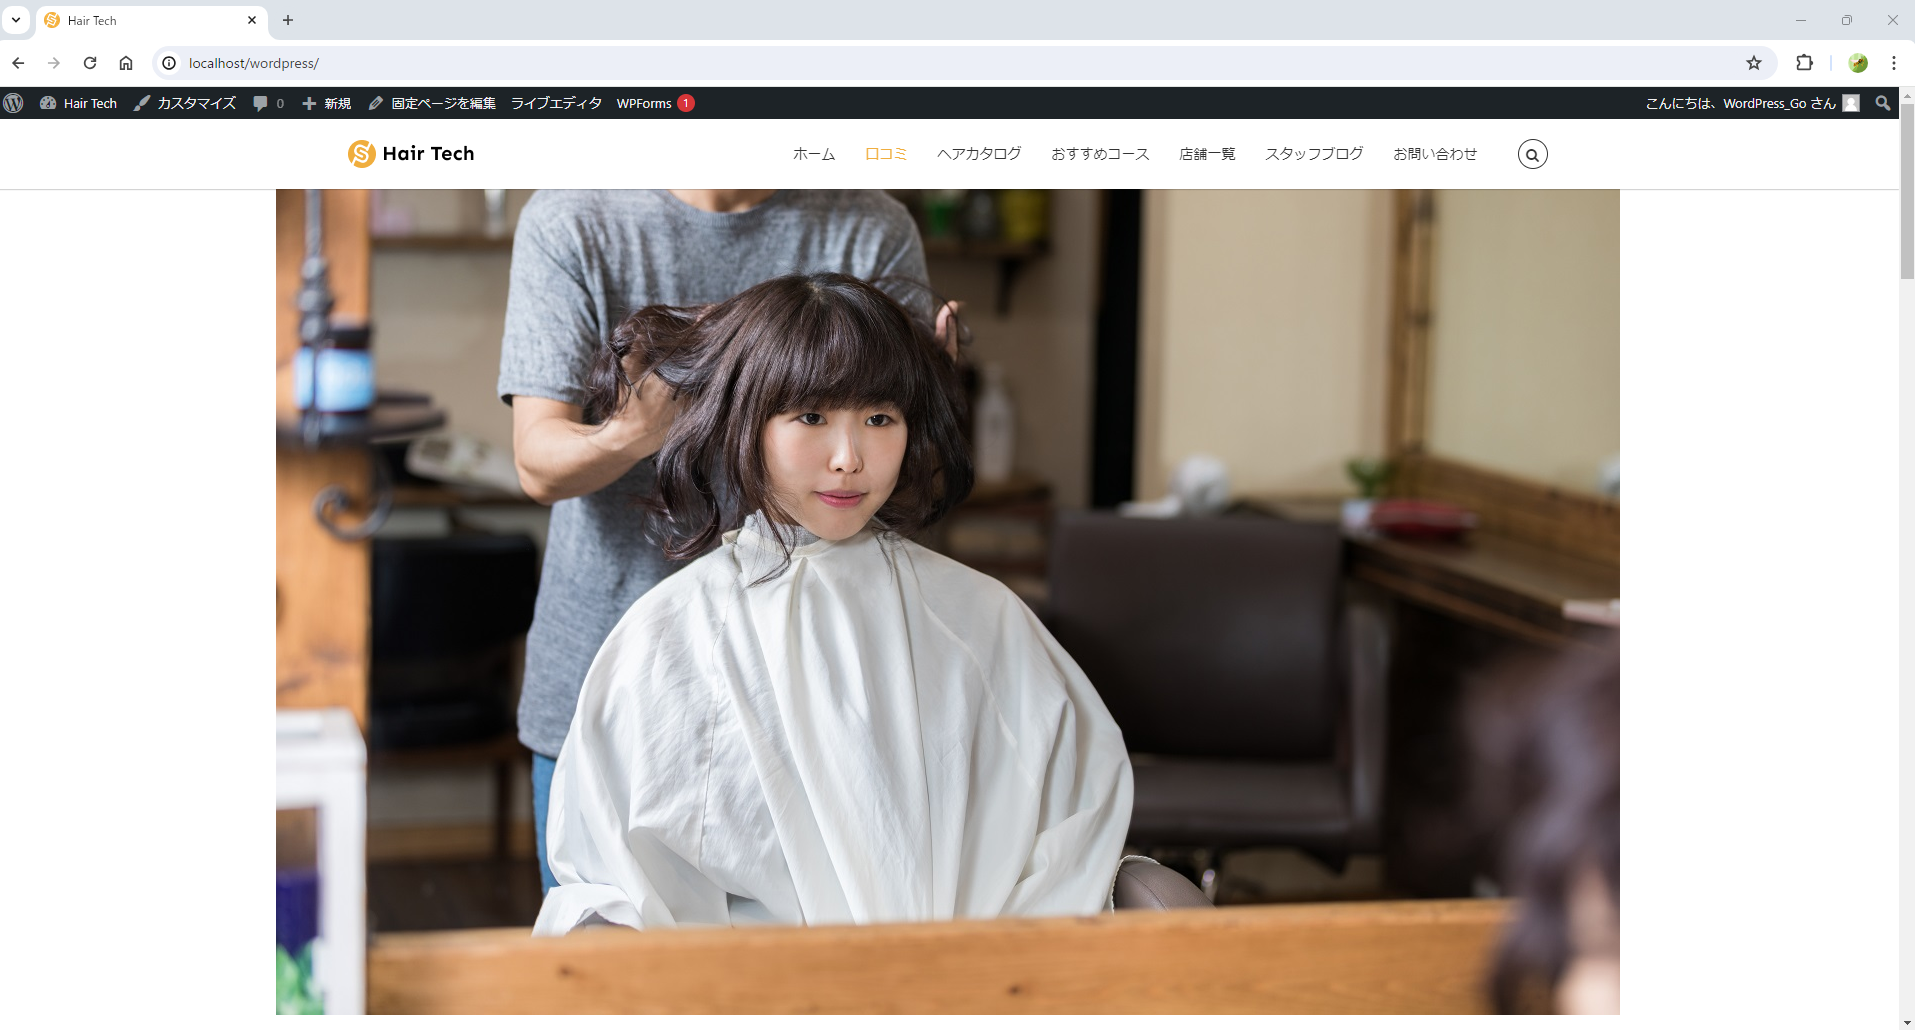 Hair Tech
localhost/wordpress/
Hair Tech カスタマイズ 0 新規 固定ページを編集 ライブエディタ WPForms 1 こんにちは、WordPress_Go さん
Hair Tech ホーム 口コミ ヘアカタログ おすすめコース 店舗一覧 スタッフブログ お問い合わせ